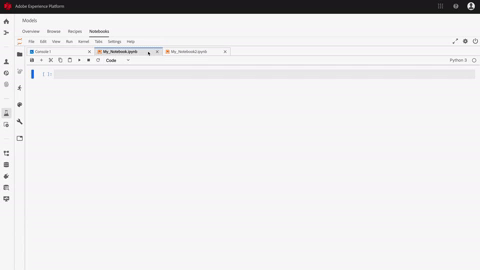 Adobe Experience Platform
Models
Overview Browse Recipes Notebooks
File Edit View Run Kernel Tabs Settings Help
Console 1 My_Notebook.ipynb My_Notebook2.ipynb
Code Python 3
[ ]: